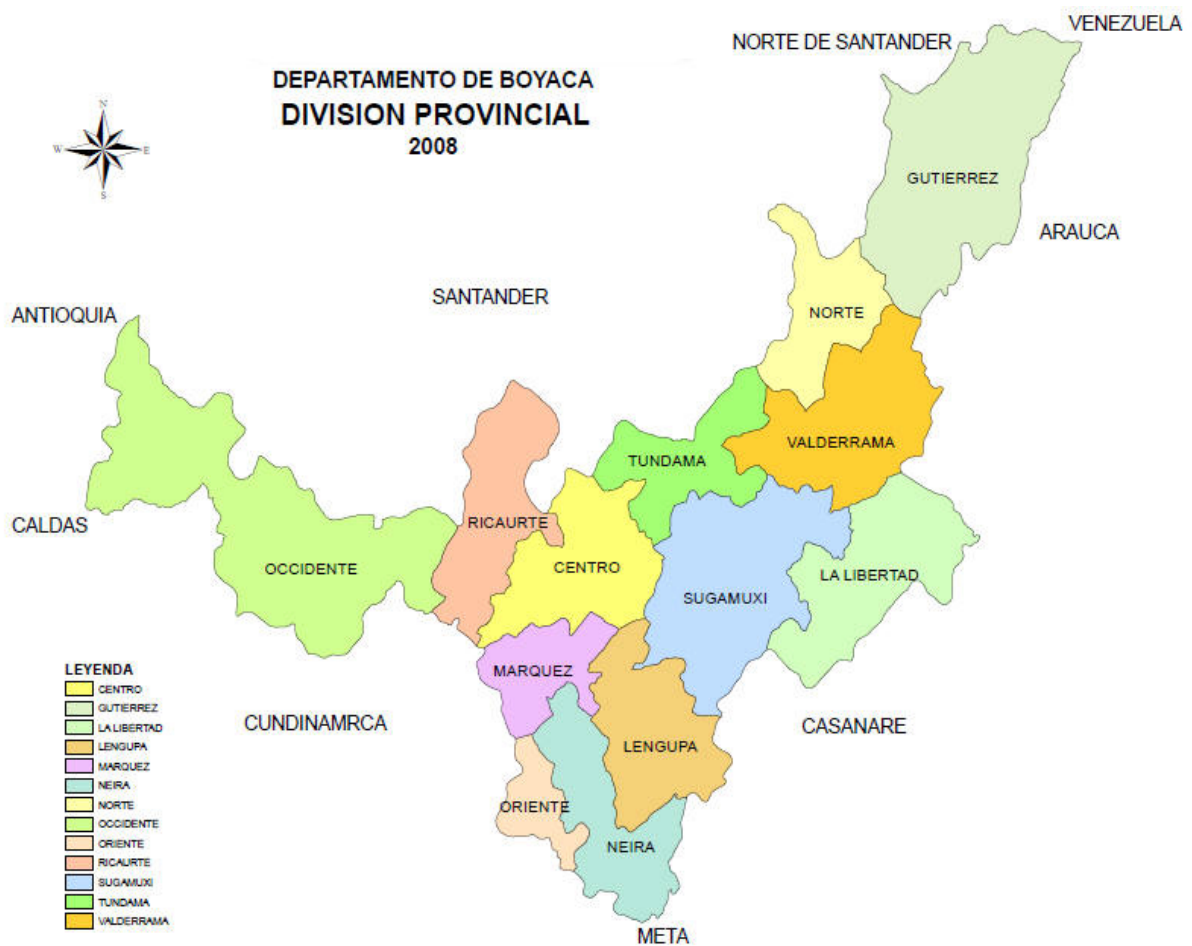 VENEZUELA
NORTE DE SANTANDER
DEPARTAMENTO DE BOYACA
DIVISION PROVINCIAL
2008
N
W
E
S
GUTIERREZ
ARAUCA
SANTANDER
NORTE
ANTIOQUIA
VALDERRAMA
TUNDAMA
CALDAS
RICAURTE
OCCIDENTE
CENTRO
LA LIBERTAD
SUGAMUXI
MARQUEZ
CUNDINAMRCA
CASANARE
LENGUPA
ORIENTE
NEIRA
META
LEYENDA
CENTRO
GUTIERREZ
LA LIBERTAD
LENGUPA
MARQUEZ
NEIRA
NORTE
OCCIDENTE
ORIENTE
RICAURTE
SUGAMUXI
TUNDAMA
VALDERRAMA